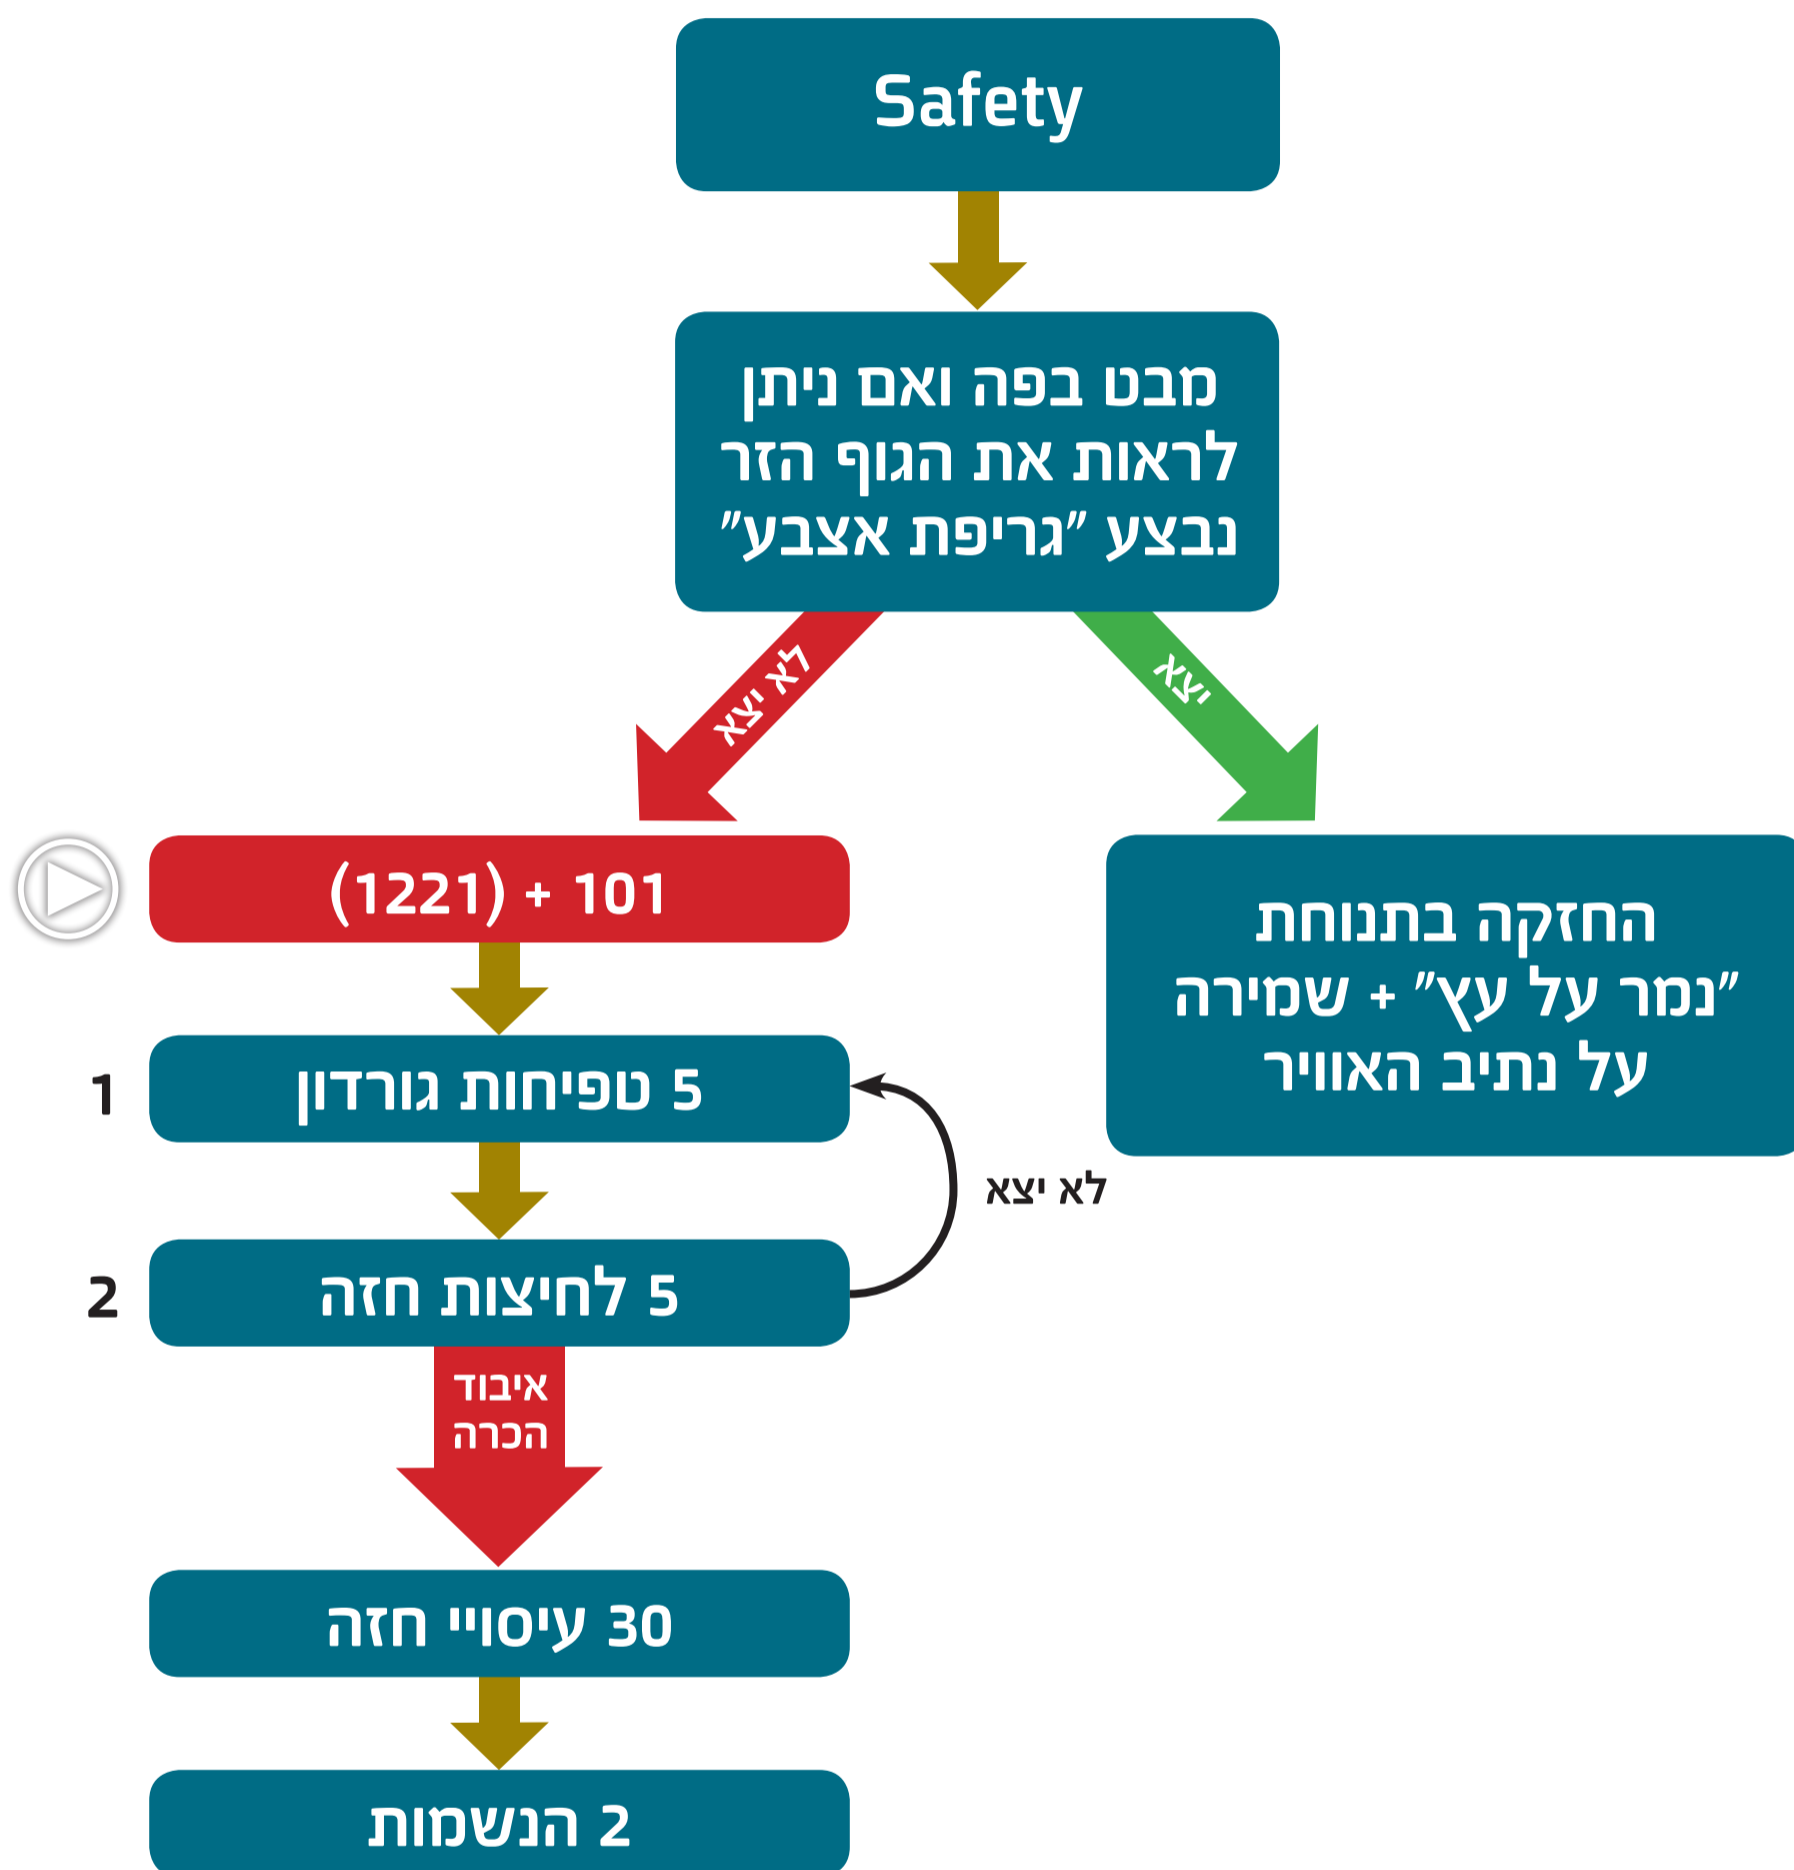 Safety
מבט בפה ואם ניתן
לראות את הגוף הזר
נבצע "גריפת אצבע"
לא יצא
יצא
101 + (1221)
החזקה בתנוחת
"נמר על עץ" + שמירה
על נתיב האוויר
1
5 טפיחות גורדון
לא יצא
2
5 לחיצות חזה
איבוד
הכרה
30 עיסויי חזה
2 הנשמות